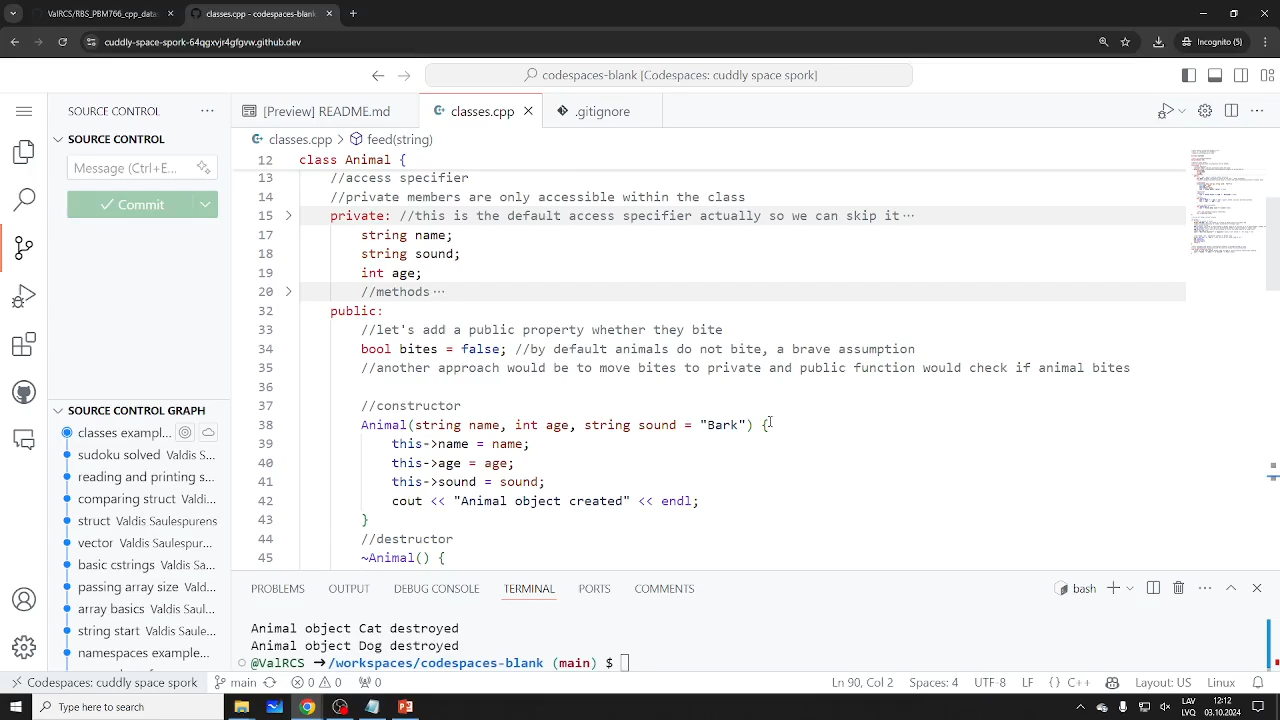 ValRCS/RBS_PBM766_cpp_data:
classes.cpp - codespaces-blank
cuddly-space-spork-64qgxvjr4gfgvw.github.dev
Incognito (5)
codespaces-blank [Codespaces: cuddly space spork]
SOURCE CONTROL
[Preview] README.md
classes.cpp
.gitignore
SOURCE CONTROL
classes.cpp > feed(string)
Message (Ctrl+E...
Commit
12 class Animal {
13 //access specifier
14 //private members are only accessible within the class
15 private: //this is the default access specifier actually so we can skip it···
17 string name;
18 string sound;
19 int age;
20 //methods···
32 public:
33 //let's add a public property whether they bite
34 bool bites = false; //by default animals do not bite, a brave assumption
35 //another approach would be to move bites to private and public function would check if animal bites
36
37 //constructor
38 Animal(string name, int age, string sound = "Bark") {
39 this->name = name;
40 this->age = age;
41 this->sound = sound;
42 cout << "Animal object created" << endl;
43 }
44 //destructor
45 ~Animal() {
SOURCE CONTROL GRAPH
classes exampl...
sudoku solved Valdis S...
reading and printing s...
comparing struct Valdi...
struct Valdis Saulespurens
vector Valdis Saulespur...
basic cstrings Valdis Sa...
passing array size Vald...
array basics Valdis Saul...
string start Valdis Saule...
namespaces example...
PROBLEMS
OUTPUT
DEBUG CONSOLE
TERMINAL
PORTS
COMMENTS
bash
Animal object Cat destroyed
Animal object Dog destroyed
@ValRCS →/workspaces/codespaces-blank (main) $
Codespaces: cuddly space spork
main
0 0
0
Ln 90, Col 2
Spaces: 4
UTF-8
LF
{ } C++
Layout: US
Linux
Type here to search
LAV
DVO
12:12
03.10.2024